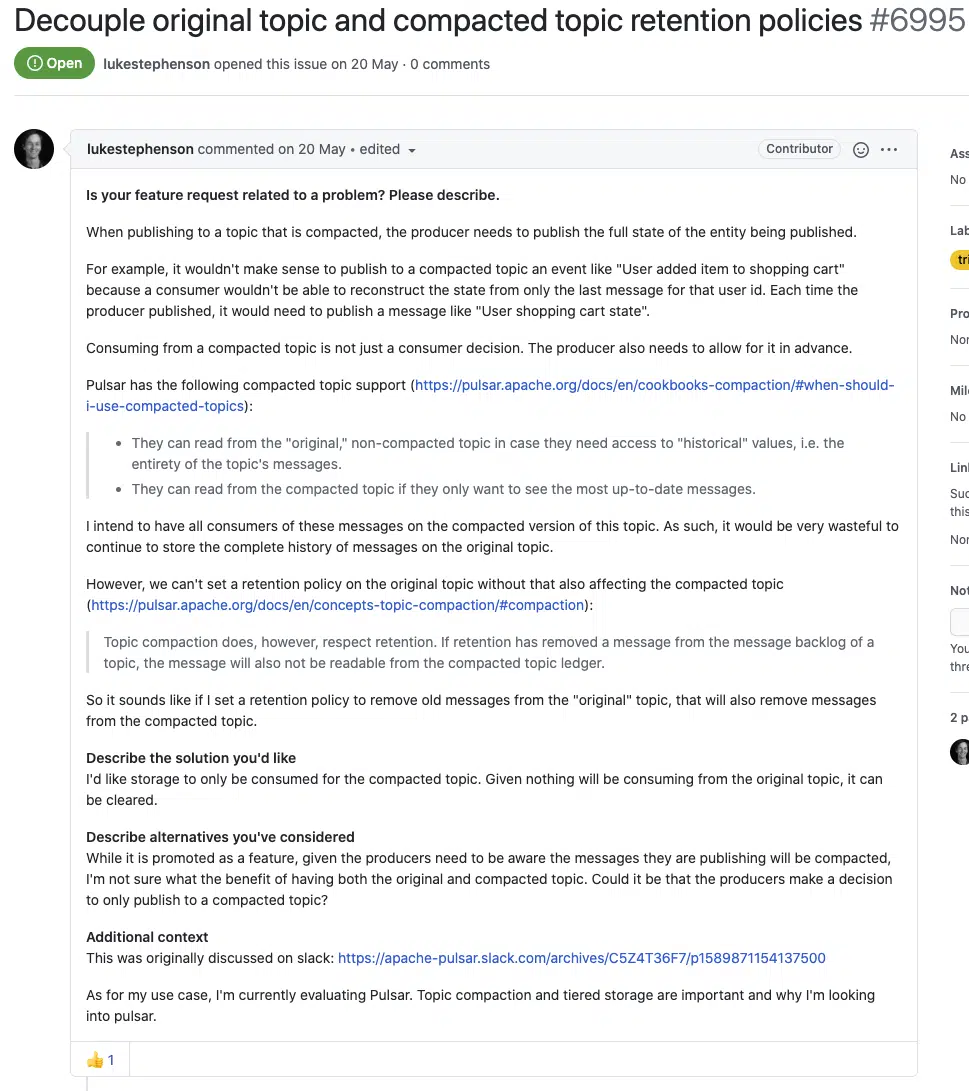 Decouple original topic and compacted topic retention policies #6995
Open lukestephenson opened this issue on 20 May · 0 comments
lukestephenson commented on 20 May • edited Contributor
Is your feature request related to a problem? Please describe.
When publishing to a topic that is compacted, the producer needs to publish the full state of the entity being published.
For example, it wouldn't make sense to publish to a compacted topic an event like "User added item to shopping cart"
because a consumer wouldn't be able to reconstruct the state from only the last message for that user id. Each time the
producer published, it would need to publish a message like "User shopping cart state".
Consuming from a compacted topic is not just a consumer decision. The producer also needs to allow for it in advance.
Pulsar has the following compacted topic support (https://pulsar.apache.org/docs/en/cookbooks-compaction/#when-should-
i-use-compacted-topics):
• They can read from the "original," non-compacted topic in case they need access to "historical" values, i.e. the
entirety of the topic's messages.
• They can read from the compacted topic if they only want to see the most up-to-date messages.
I intend to have all consumers of these messages on the compacted version of this topic. As such, it would be very wasteful to
continue to store the complete history of messages on the original topic.
However, we can't set a retention policy on the original topic without that also affecting the compacted topic
(https://pulsar.apache.org/docs/en/concepts-topic-compaction/#compaction):
Topic compaction does, however, respect retention. If retention has removed a message from the message backlog of a
topic, the message will also not be readable from the compacted topic ledger.
So it sounds like if I set a retention policy to remove old messages from the "original" topic, that will also remove messages
from the compacted topic.
Describe the solution you'd like
I'd like storage to only be consumed for the compacted topic. Given nothing will be consuming from the original topic, it can
be cleared.
Describe alternatives you've considered
While it is promoted as a feature, given the producers need to be aware the messages they are publishing will be compacted,
I'm not sure what the benefit of having both the original and compacted topic. Could it be that the producers make a decision
to only publish to a compacted topic?
Additional context
This was originally discussed on slack: https://apache-pulsar.slack.com/archives/C5Z4T36F7/p1589871154137500
As for my use case, I'm currently evaluating Pulsar. Topic compaction and tiered storage are important and why I'm looking
into pulsar.
👍 1
Ass
No
Lab
tri
Pro
Nor
Mile
No
Lin
Suc
this
Nor
Not
You
thre
2 p